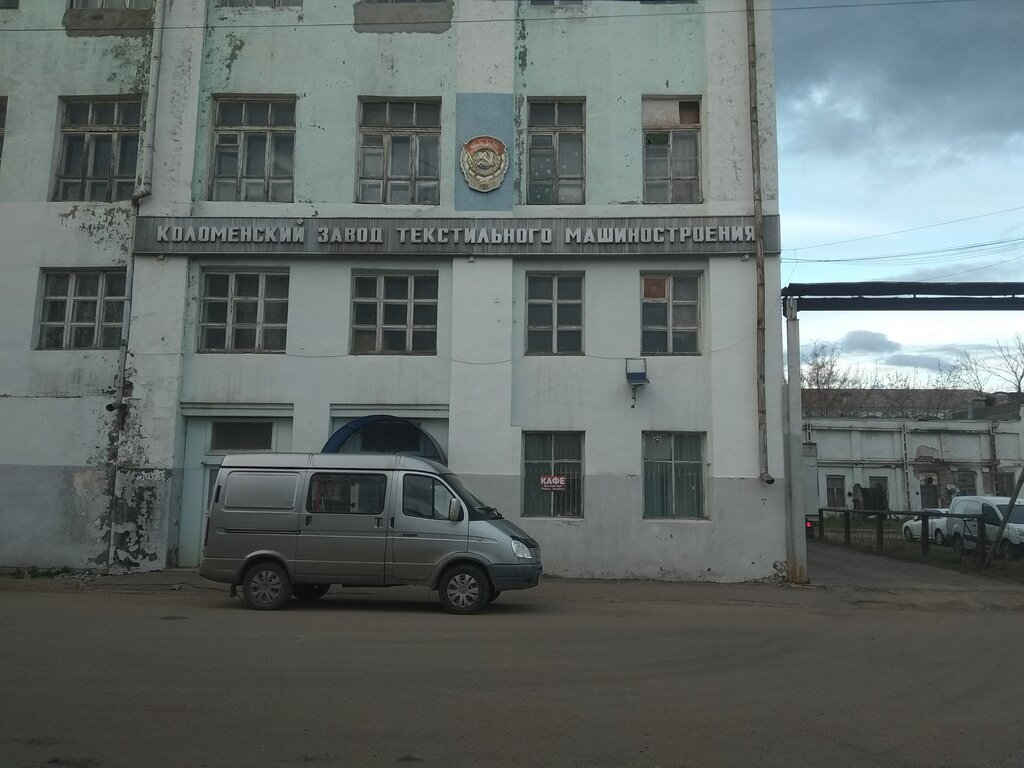 КОЛОМЕНСКИЙ ЗАВОД ТЕКСТИЛЬНОГО МАШИНОСТРОЕНИЯ
КАФЕ